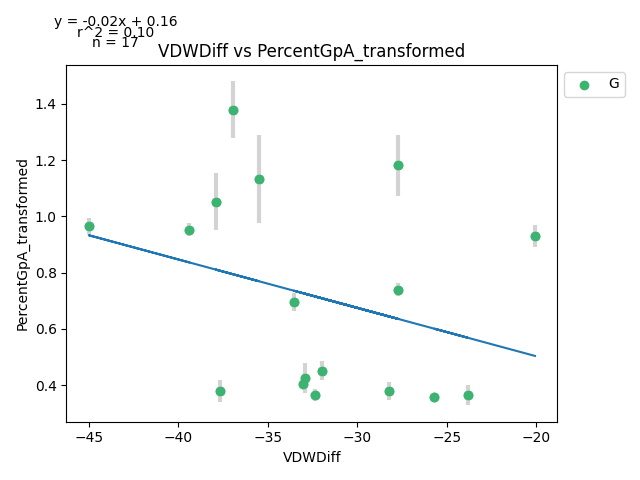 y = -0.02x + 0.16
r^2 = 0.10
n = 17
VDWDiff vs PercentGpA_transformed
G
1.4
1.2
1.0
0.8
0.6
0.4
PercentGpA_transformed
−45
−40
−35
−30
−25
−20
VDWDiff